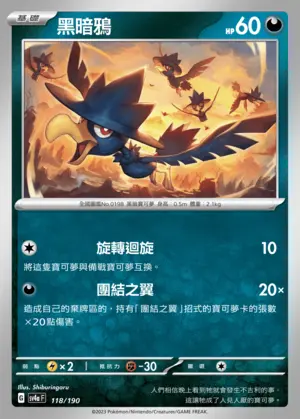 基礎 黑暗鴉 HP60
全國圖鑑No.0198 黑暗寶可夢 身高：0.5m 體重：2.1kg
旋轉迴旋 10
將這隻寶可夢與備戰寶可夢互換。
團結之翼 20×
造成自己的棄牌區的，持有「團結之翼」招式的寶可夢卡的張數
×20點傷害。
弱點 ×2 抵抗力 -30 撤退
Illus. Shiburingaru
G sv4a F 118/190
人們相信晚上看到牠就會發生不吉利的事，
這讓牠成了人見人厭的寶可夢。
©2023 Pokémon/Nintendo/Creatures/GAME FREAK.